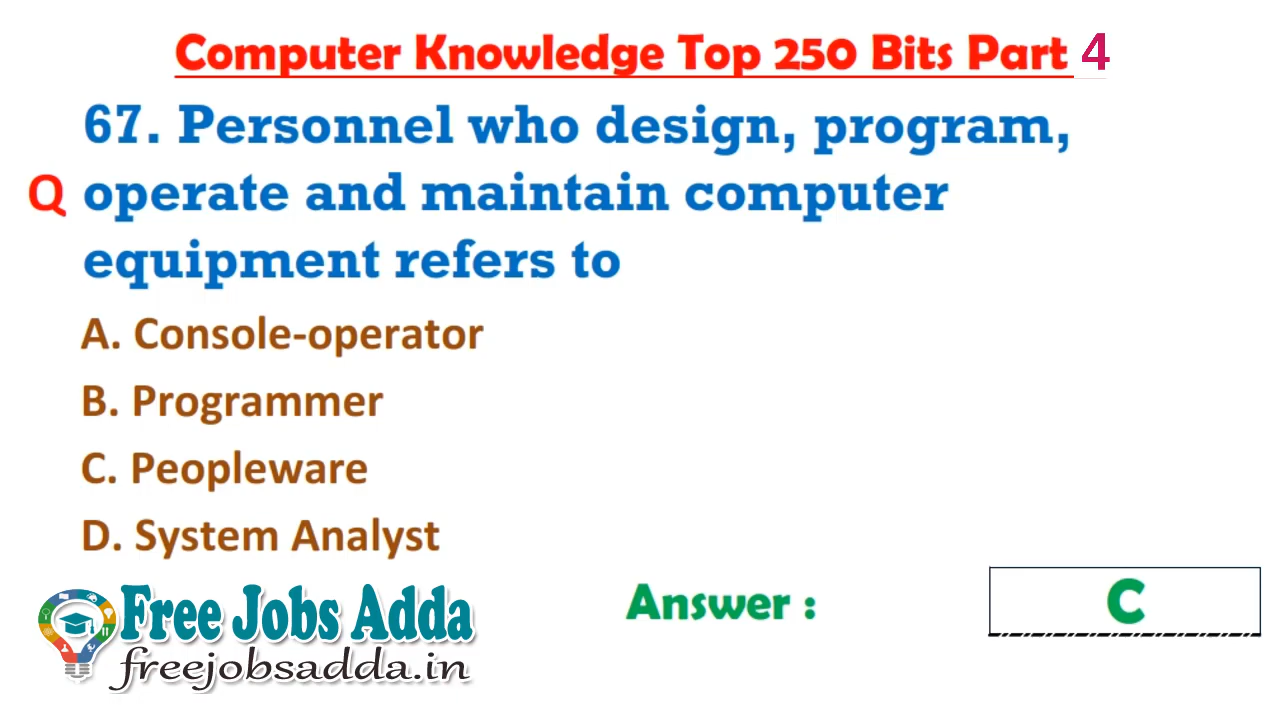 Computer Knowledge Top 250 Bits Part 4
67. Personnel who design, program,
Q operate and maintain computer
equipment refers to
A. Console-operator
B. Programmer
C. Peopleware
D. System Analyst
Free Jobs Adda
freejobsadda.in
Answer : C